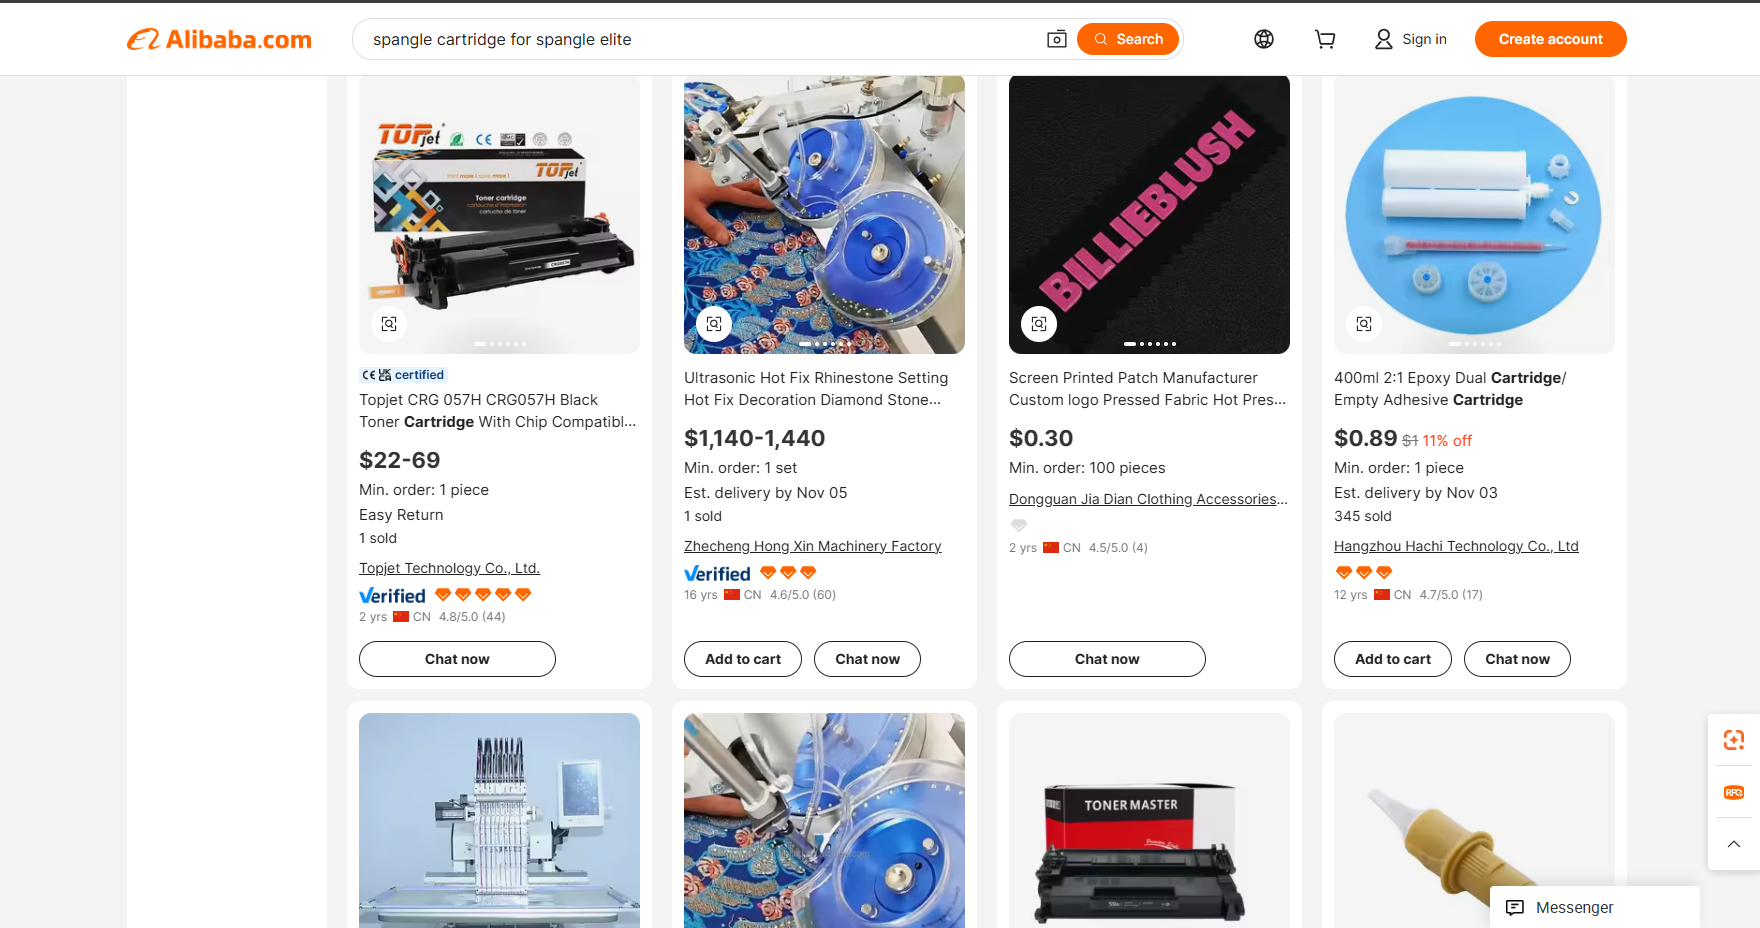 Alibaba.com
spangle cartridge for spangle elite
Search
Sign in
Create account
TOPjet
CE
TOPjet
Print more ! save more !
Toner cartridge
cartouche de toner
certified
Topjet CRG 057H CRG057H Black
Toner Cartridge With Chip Compatibl...
$22-69
Min. order: 1 piece
Easy Return
1 sold
Topjet Technology Co., Ltd.
Verified
2 yrs CN 4.8/5.0 (44)
Chat now
Ultrasonic Hot Fix Rhinestone Setting
Hot Fix Decoration Diamond Stone...
$1,140-1,440
Min. order: 1 set
Est. delivery by Nov 05
1 sold
Zhecheng Hong Xin Machinery Factory
Verified
16 yrs CN 4.6/5.0 (60)
Add to cart
Chat now
BILLIEBLUSH
Screen Printed Patch Manufacturer
Custom logo Pressed Fabric Hot Pres...
$0.30
Min. order: 100 pieces
Dongguan Jia Dian Clothing Accessories...
2 yrs CN 4.5/5.0 (4)
Chat now
400ml 2:1 Epoxy Dual Cartridge/
Empty Adhesive Cartridge
$0.89 $1 11% off
Min. order: 1 piece
Est. delivery by Nov 03
345 sold
Hangzhou Hachi Technology Co., Ltd
12 yrs CN 4.7/5.0 (17)
Add to cart
Chat now
TONER MASTER
RFQ
Messenger